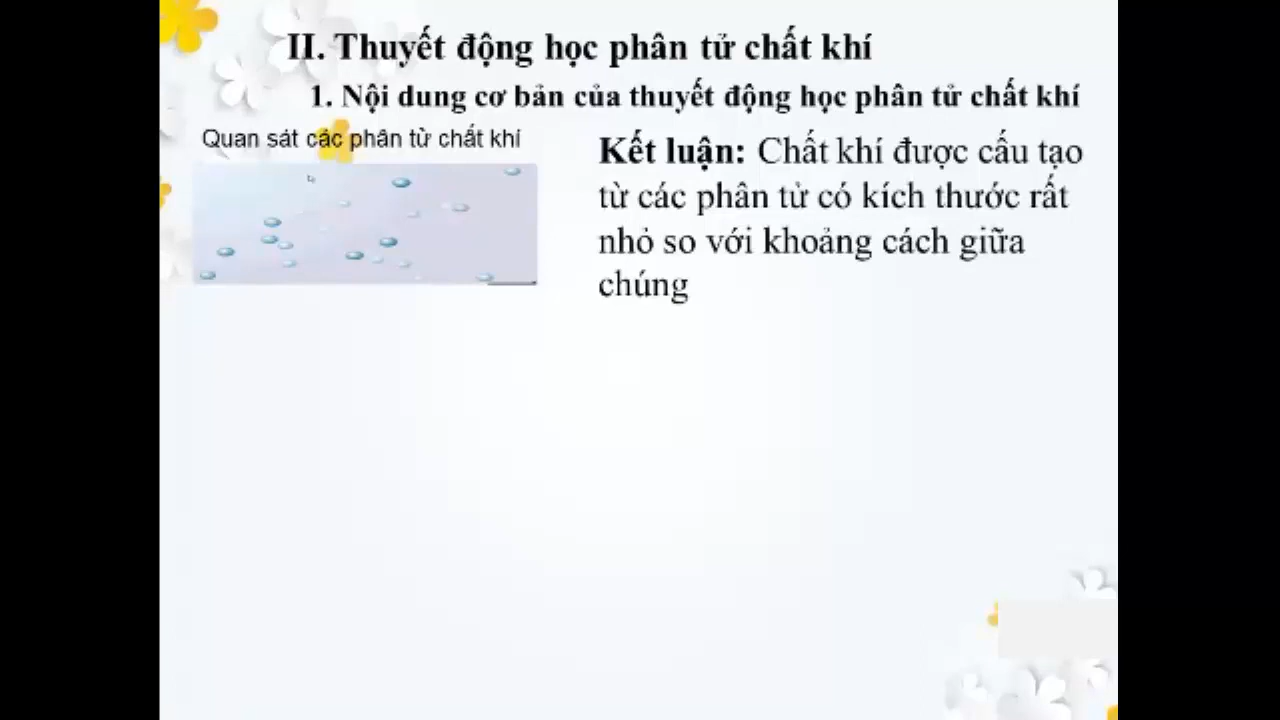 II. Thuyết động học phân tử chất khí
1. Nội dung cơ bản của thuyết động học phân tử chất khí
Quan sát các phân tử chất khí
Kết luận: Chất khí được cấu tạo
từ các phân tử có kích thước rất
nhỏ so với khoảng cách giữa
chúng